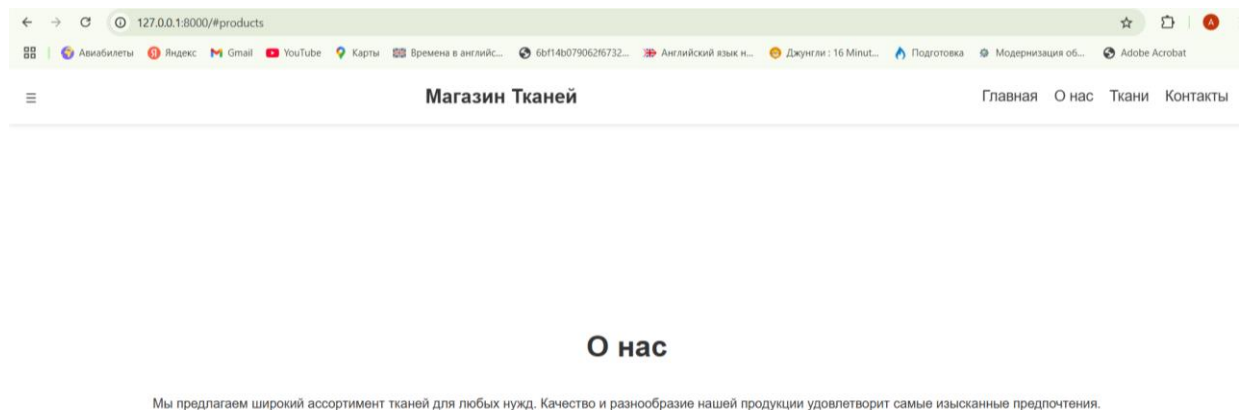 127.0.0.1:8000/#products
Авиабилеты Яндекс Gmail YouTube Карты Времена в английс... 6bf14b079062f6732... Английский язык н... Джунгли : 16 Minut... Подготовка Модернизация об... Adobe Acrobat
Магазин Тканей Главная О нас Ткани Контакты
О нас
Мы предлагаем широкий ассортимент тканей для любых нужд. Качество и разнообразие нашей продукции удовлетворит самые изысканные предпочтения.